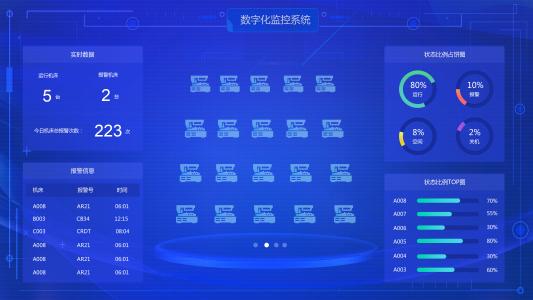 数字化监控系统
实时数据
运行机床 报警机床
5 台 2 台
今日机床总报警次数： 223 次
报警信息
机床 报警号 时间
A008 AR21 06:01
B003 CB34 12:15
C003 CRDT 08:04
A008 AR21 06:01
A008 AR21 06:01
A008 AR21 06:01
状态比例占饼图
80% 10%
运行 报警
8% 2%
空闲 关机
状态比例TOP图
A008 70%
A007 55%
A006 30%
A005 80%
A004 30%
A003 60%